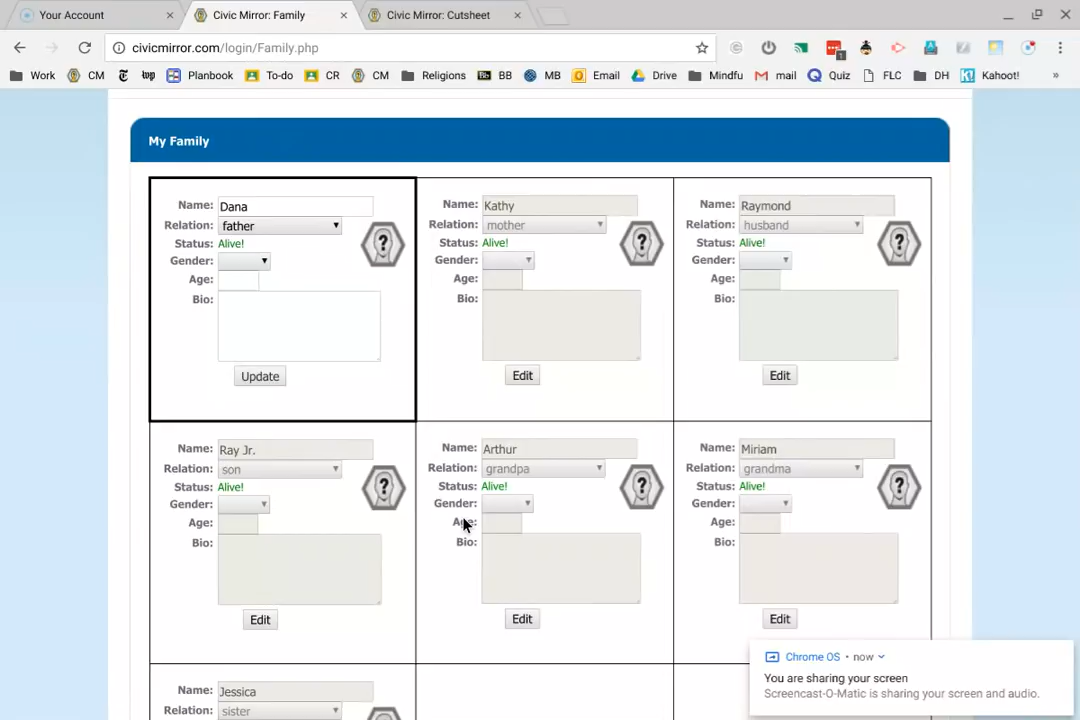 Your Account
Civic Mirror: Family
Civic Mirror: Cutsheet
civicmirror.com/login/Family.php
1
Work CM wp Planbook To-do CR CM Religions BB MB Email Drive Mindfu mail Quiz FLC DH K! Kahoot! »
My Family
Name: Dana
Relation: father
Status: Alive!
Gender:
Age:
Bio:
Update
Name: Kathy
Relation: mother
Status: Alive!
Gender:
Age:
Bio:
Edit
Name: Raymond
Relation: husband
Status: Alive!
Gender:
Age:
Bio:
Edit
Name: Ray Jr.
Relation: son
Status: Alive!
Gender:
Age:
Bio:
Edit
Name: Arthur
Relation: grandpa
Status: Alive!
Gender:
Age:
Bio:
Edit
Name: Miriam
Relation: grandma
Status: Alive!
Gender:
Age:
Bio:
Edit
Name: Jessica
Relation: sister
Chrome OS • now
You are sharing your screen
Screencast-O-Matic is sharing your screen and audio.